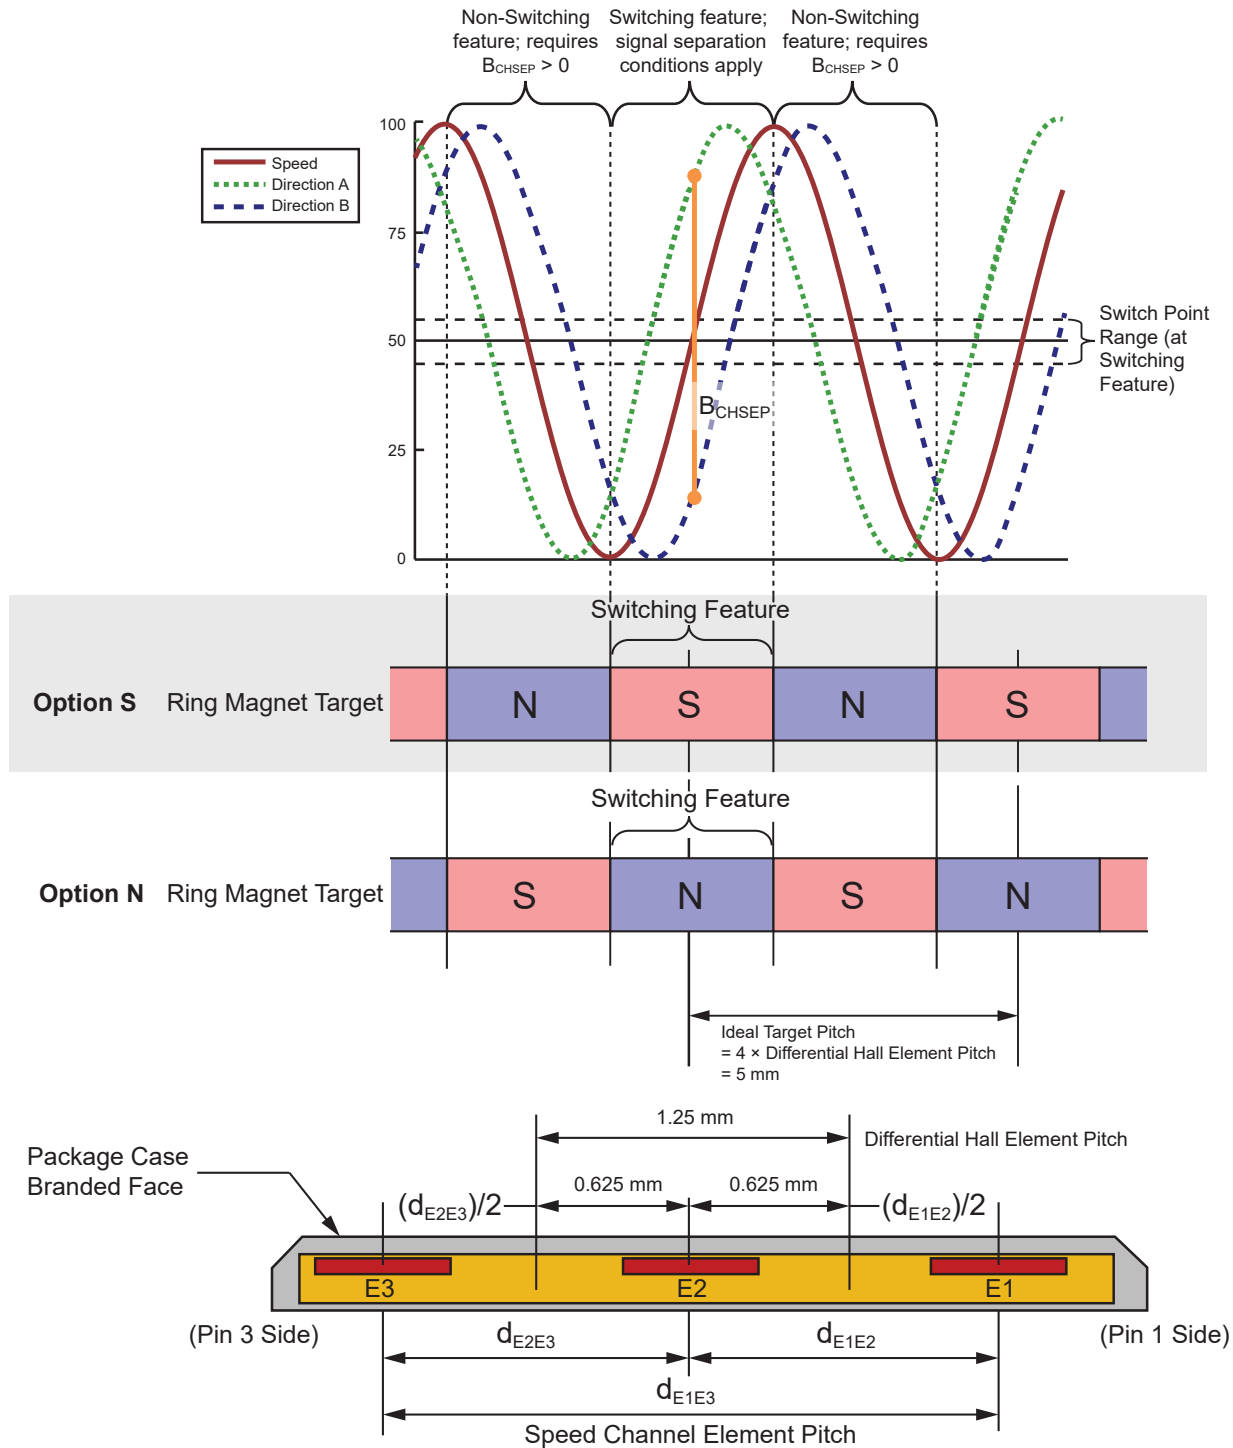 Non-Switching
feature; requires
BCHSEP > 0
Switching feature;
signal separation
conditions apply
Non-Switching
feature; requires
BCHSEP > 0
Speed
Direction A
Direction B
100
75
50
25
0
BCHSEP
Switch Point
Range (at
Switching
Feature)
Switching Feature
Option S Ring Magnet Target
N S N S
Switching Feature
Option N Ring Magnet Target
S N S N
Ideal Target Pitch
= 4 × Differential Hall Element Pitch
= 5 mm
1.25 mm
Differential Hall Element Pitch
Package Case
Branded Face
(dE2E3)/2
0.625 mm
0.625 mm
(dE1E2)/2
E3 E2 E1
(Pin 3 Side)
dE2E3
dE1E2
(Pin 1 Side)
dE1E3
Speed Channel Element Pitch